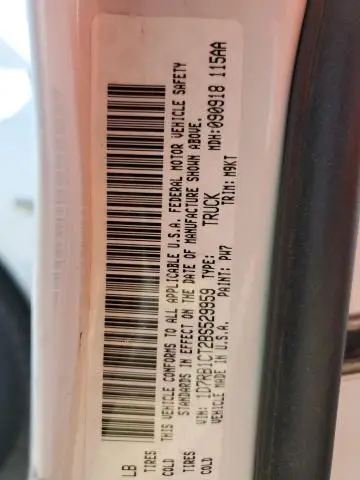 LB
TIRES
COLD
THIS VEHICLE CONFORMS TO ALL APPLICABLE U.S.A. FEDERAL MOTOR VEHICLE SAFETY
STANDARDS IN EFFECT ON THE DATE OF MANUFACTURE SHOWN ABOVE.
TIRES
COLD
VIN: 1D7RB1CT2BS529959 TYPE: TRUCK MDH:090918 115AA
VEHICLE MADE IN U.S.A. PAINT: PW7 TRIM: M9KT